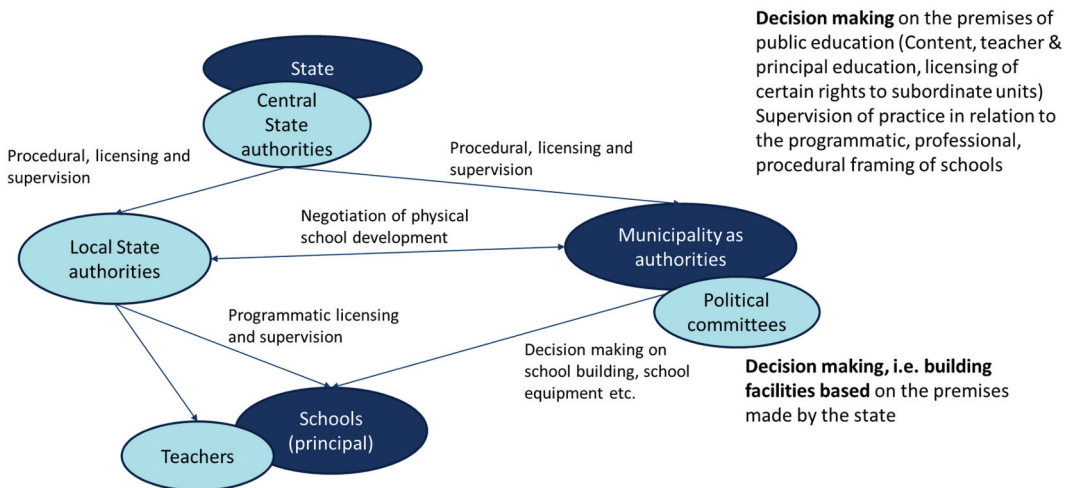 Decision making on the premises of
public education (Content, teacher &
principal education, licensing of
certain rights to subordinate units)
Supervision of practice in relation to
the programmatic, professional,
procedural framing of schools
State
Central
State
authorities
Procedural, licensing and
supervision
Procedural, licensing and
supervision
Negotiation of physical
school development
Local State
authorities
Municipality as
authorities
Political
committees
Programmatic licensing
and supervision
Decision making on
school building, school
equipment etc.
Decision making, i.e. building
facilities based on the premises
made by the state
Schools
(principal)
Teachers